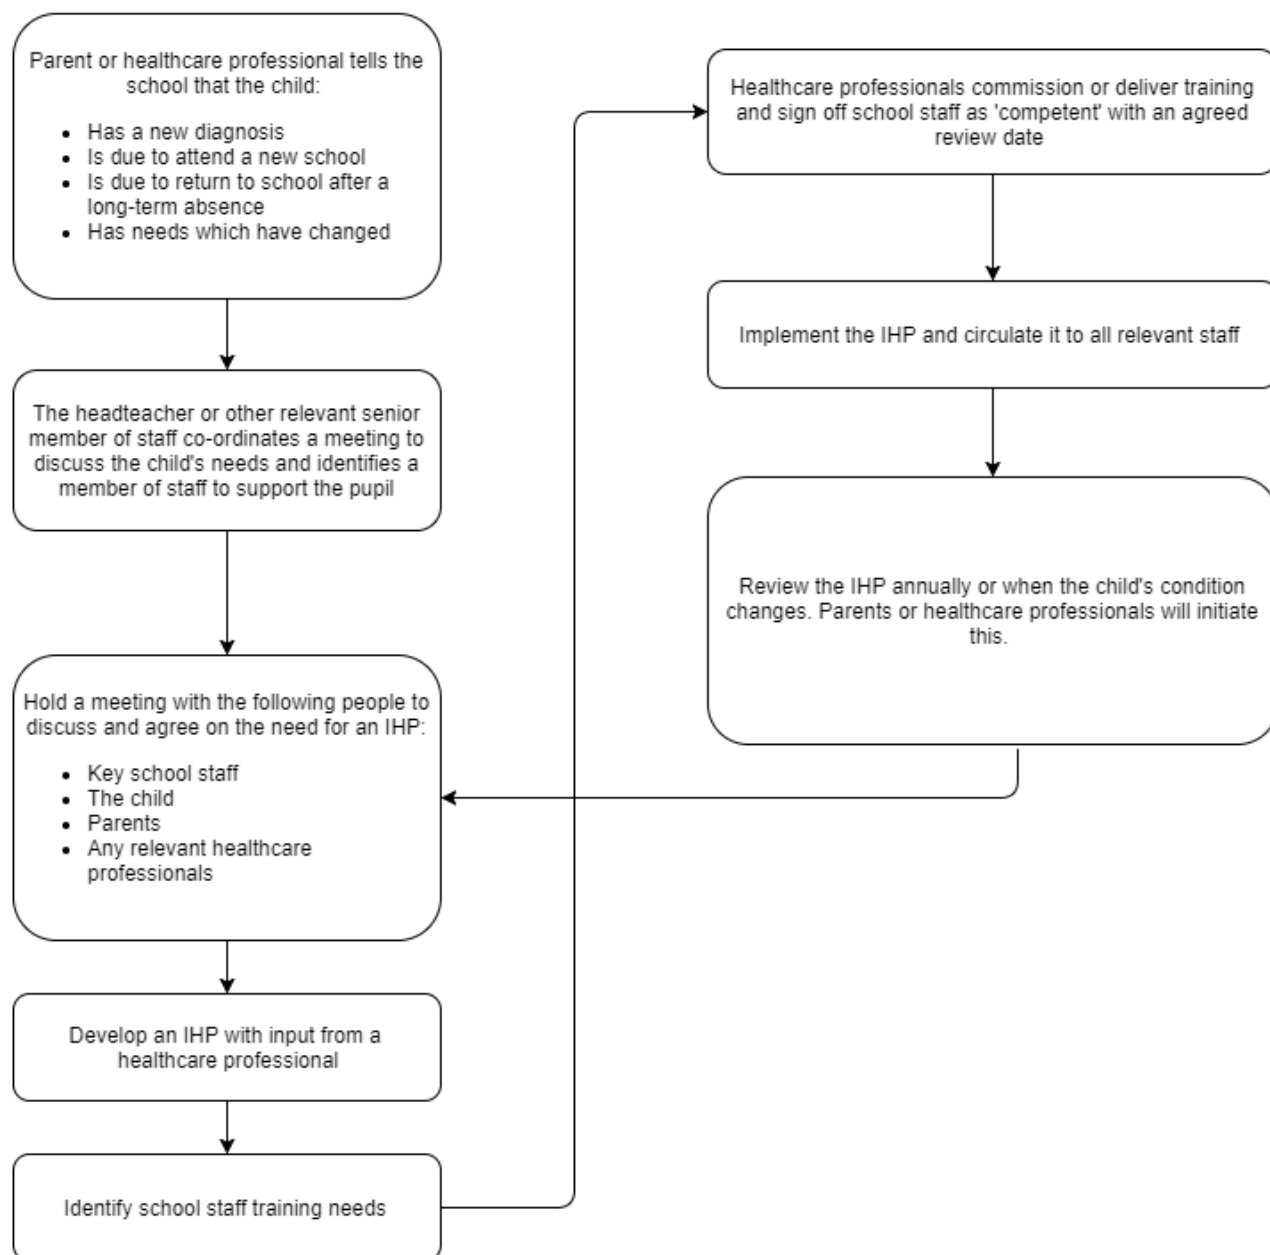 Parent or healthcare professional tells the
school that the child:
• Has a new diagnosis
• Is due to attend a new school
• Is due to return to school after a
long-term absence
• Has needs which have changed
The headteacher or other relevant senior
member of staff co-ordinates a meeting to
discuss the child's needs and identifies a
member of staff to support the pupil
Hold a meeting with the following people to
discuss and agree on the need for an IHP:
• Key school staff
• The child
• Parents
• Any relevant healthcare
professionals
Develop an IHP with input from a
healthcare professional
Identify school staff training needs
Healthcare professionals commission or deliver training
and sign off school staff as 'competent' with an agreed
review date
Implement the IHP and circulate it to all relevant staff
Review the IHP annually or when the child's condition
changes. Parents or healthcare professionals will initiate
this.